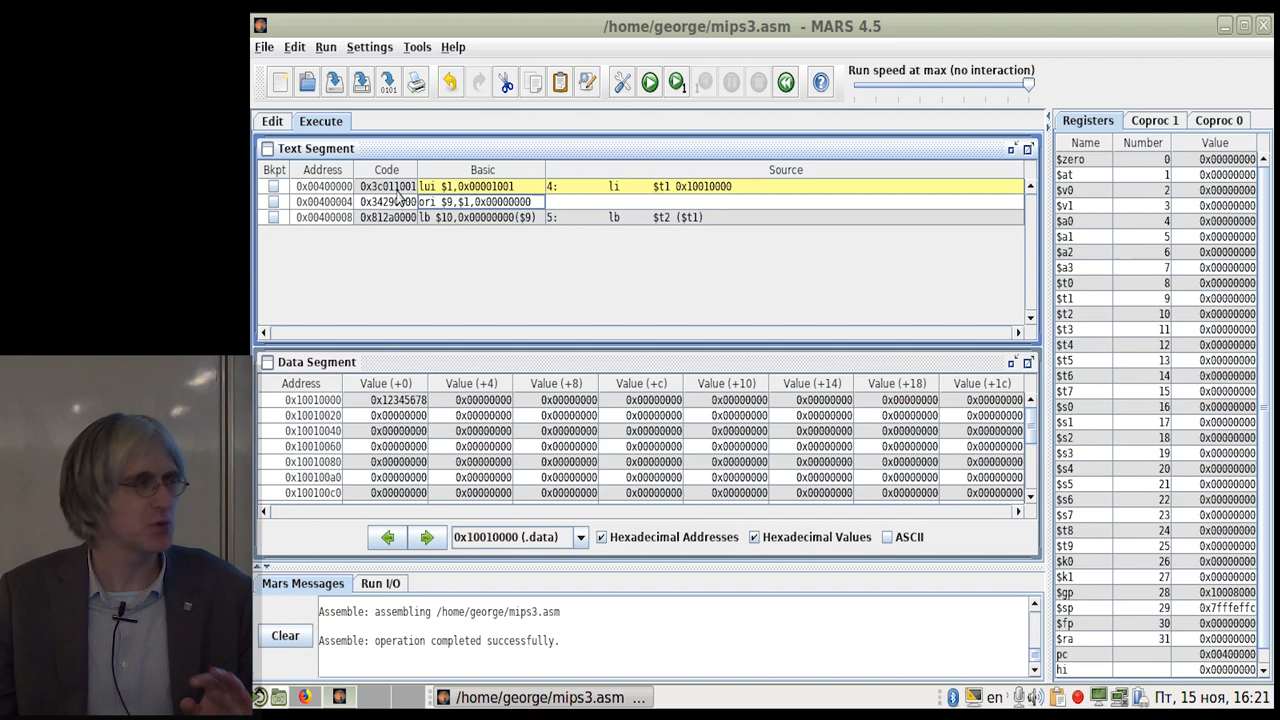 /home/george/mips3.asm - MARS 4.5
File Edit Run Settings Tools Help
Run speed at max (no interaction)
Edit Execute
Registers Coproc 1 Coproc 0
Text Segment
Bkpt Address Code Basic Source
0x00400000 0x3c011001 lui $1,0x00001001 4: li $t1 0x10010000
0x00400004 ori $9,$1,0x00000000
0x00400008 0x812a0000 lb $10,0x00000000($9) 5: lb $t2 ($t1)
Data Segment
Address Value (+0) Value (+4) Value (+8) Value (+c) Value (+10) Value (+14) Value (+18) Value (+1c)
0x10010000 0x12345678 0x00000000 0x00000000 0x00000000 0x00000000 0x00000000 0x00000000 0x00000000
0x10010020 0x00000000 0x00000000 0x00000000 0x00000000 0x00000000 0x00000000 0x00000000 0x00000000
0x10010040 0x00000000 0x00000000 0x00000000 0x00000000 0x00000000 0x00000000 0x00000000 0x00000000
0x10010060 0x00000000 0x00000000 0x00000000 0x00000000 0x00000000 0x00000000 0x00000000 0x00000000
0x10010080 0x00000000 0x00000000 0x00000000 0x00000000 0x00000000 0x00000000 0x00000000 0x00000000
0x100100a0 0x00000000 0x00000000 0x00000000 0x00000000 0x00000000 0x00000000 0x00000000 0x00000000
0x100100c0 0x00000000 0x00000000 0x00000000 0x00000000 0x00000000 0x00000000 0x00000000 0x00000000
0x10010000 (.data) Hexadecimal Addresses Hexadecimal Values ASCII
Mars Messages Run I/O
Assemble: assembling /home/george/mips3.asm
Assemble: operation completed successfully.
Clear
Name Number Value
$zero 0 0x00000000
$at 1 0x00000000
$v0 2 0x00000000
$v1 3 0x00000000
$a0 4 0x00000000
$a1 5 0x00000000
$a2 6 0x00000000
$a3 7 0x00000000
$t0 8 0x00000000
$t1 9 0x00000000
$t2 10 0x00000000
$t3 11 0x00000000
$t4 12 0x00000000
$t5 13 0x00000000
$t6 14 0x00000000
$t7 15 0x00000000
$s0 16 0x00000000
$s1 17 0x00000000
$s2 18 0x00000000
$s3 19 0x00000000
$s4 20 0x00000000
$s5 21 0x00000000
$s6 22 0x00000000
$s7 23 0x00000000
$t8 24 0x00000000
$t9 25 0x00000000
$k0 26 0x00000000
$k1 27 0x00000000
$gp 28 0x10008000
$sp 29 0x7fffeffc
$fp 30 0x00000000
$ra 31 0x00000000
pc 0x00400000
hi 0x00000000
/home/george/mips3.asm ...
en
Пт, 15 ноя, 16:21